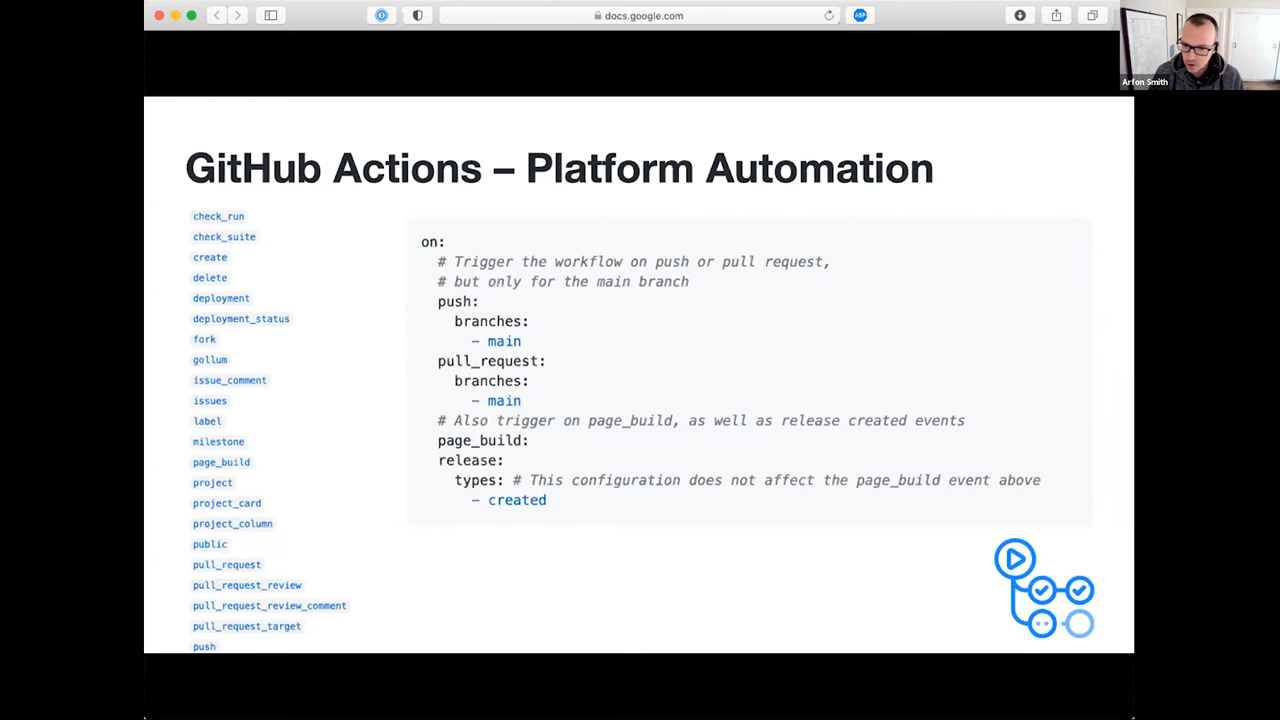 docs.google.com
ABP
Arfon Smith
GitHub Actions – Platform Automation
check_run
check_suite
create
delete
deployment
deployment_status
fork
gollum
issue_comment
issues
label
milestone
page_build
project
project_card
project_column
public
pull_request
pull_request_review
pull_request_review_comment
pull_request_target
push
on:
# Trigger the workflow on push or pull request,
# but only for the main branch
push:
branches:
- main
pull_request:
branches:
- main
# Also trigger on page_build, as well as release created events
page_build:
release:
types: # This configuration does not affect the page_build event above
- created